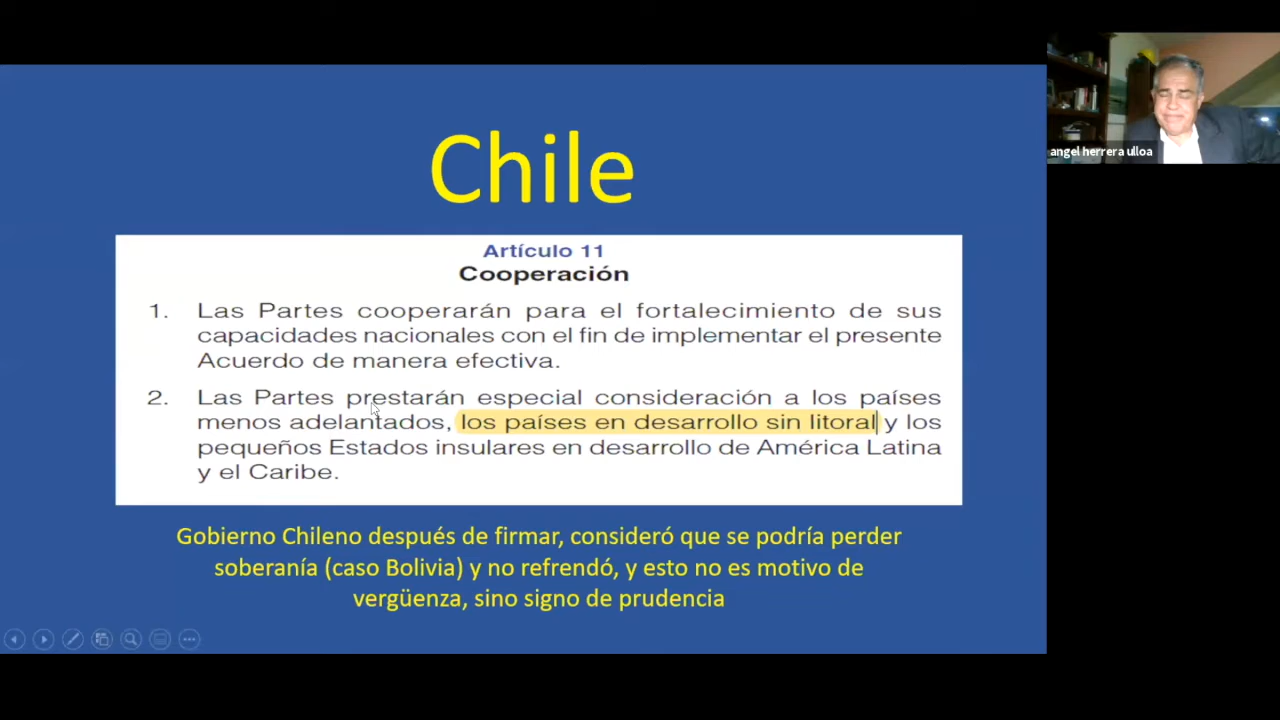 Chile
angel herrera ulloa
Artículo 11
Cooperación
1. Las Partes cooperarán para el fortalecimiento de sus
capacidades nacionales con el fin de implementar el presente
Acuerdo de manera efectiva.
2. Las Partes prestarán especial consideración a los países
menos adelantados, los países en desarrollo sin litoral y los
pequeños Estados insulares en desarrollo de América Latina
y el Caribe.
Gobierno Chileno después de firmar, consideró que se podría perder
soberanía (caso Bolivia) y no refrendó, y esto no es motivo de
vergüenza, sino signo de prudencia